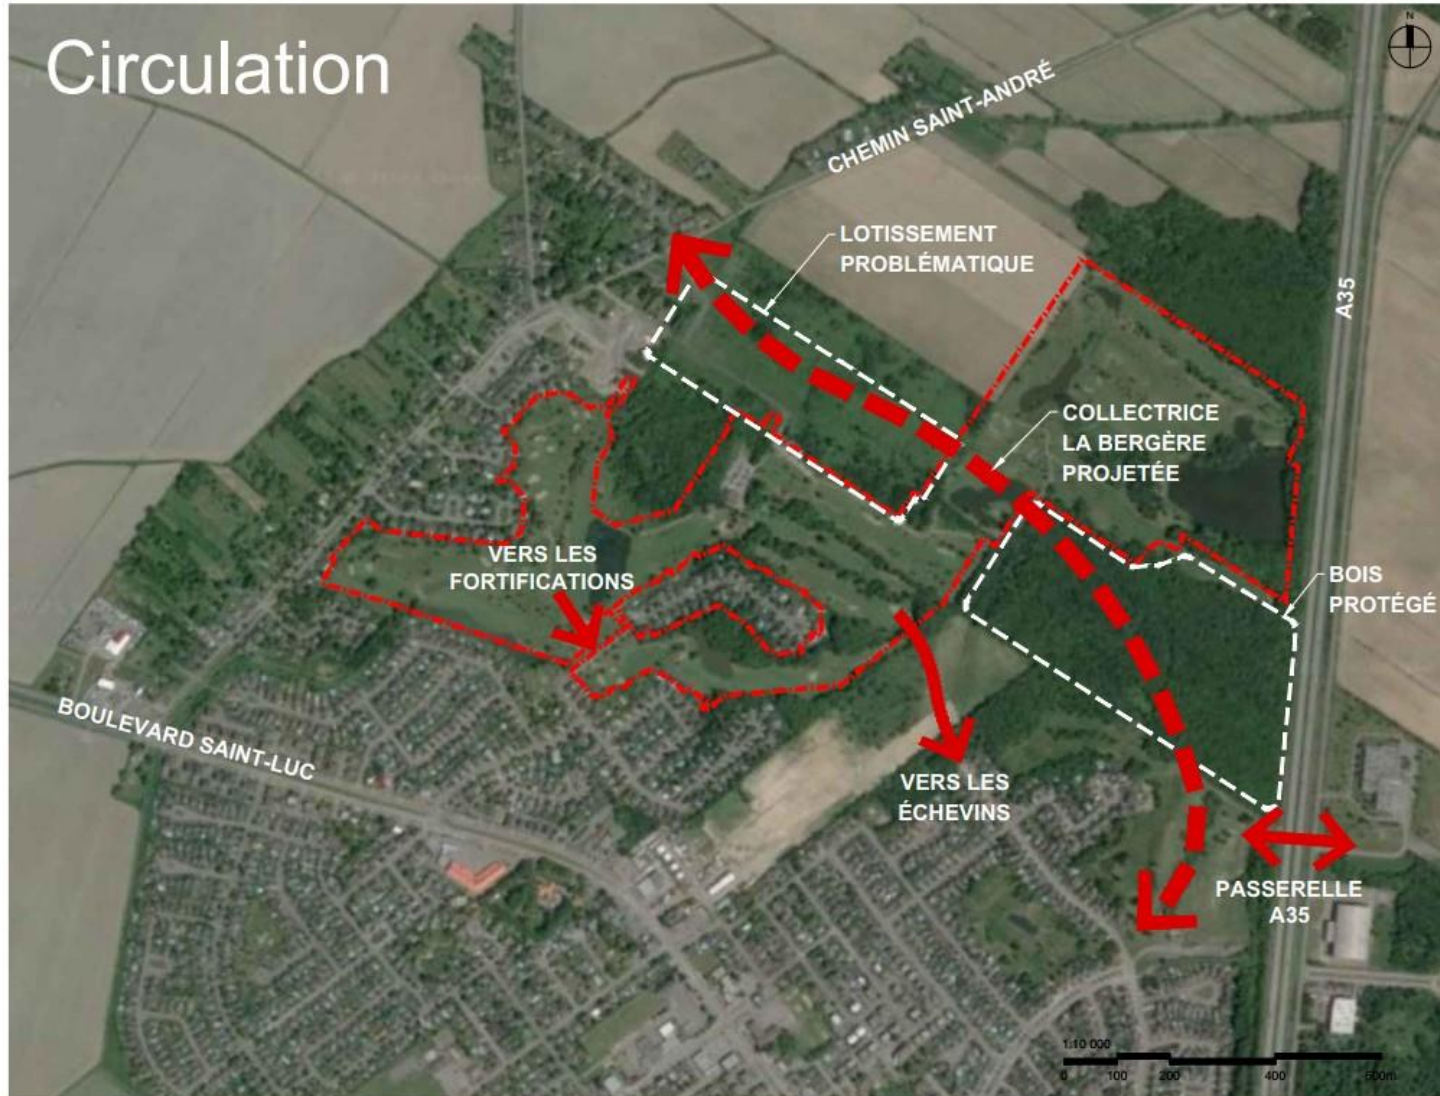 Circulation
N
CHEMIN SAINT-ANDRÉ
LOTISSEMENT
PROBLÉMATIQUE
A35
COLLECTRICE
LA BERGÈRE
PROJETÉE
VERS LES
FORTIFICATIONS
BOIS
PROTÉGÉ
BOULEVARD SAINT-LUC
VERS LES
ÉCHEVINS
PASSERELLE
A35
1:10 000
0 100 200 400 600m